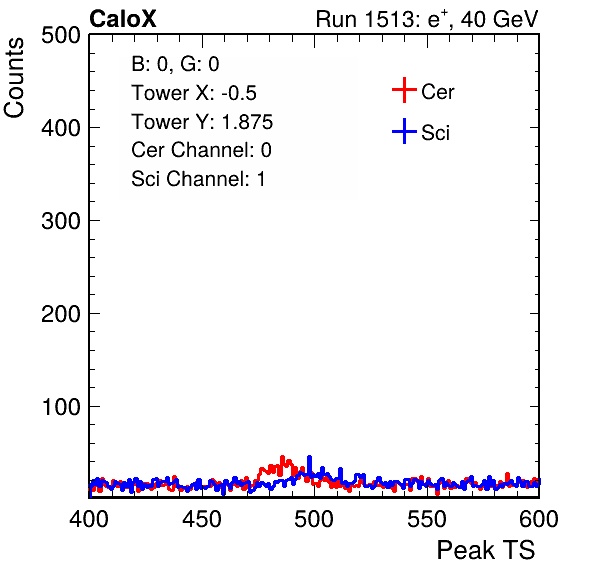 CaloX Run 1513: e+, 40 GeV
Counts
500
400
300
200
100
B: 0, G: 0
Tower X: -0.5
Tower Y: 1.875
Cer Channel: 0
Sci Channel: 1
Cer
Sci
400 450 500 550 600
Peak TS